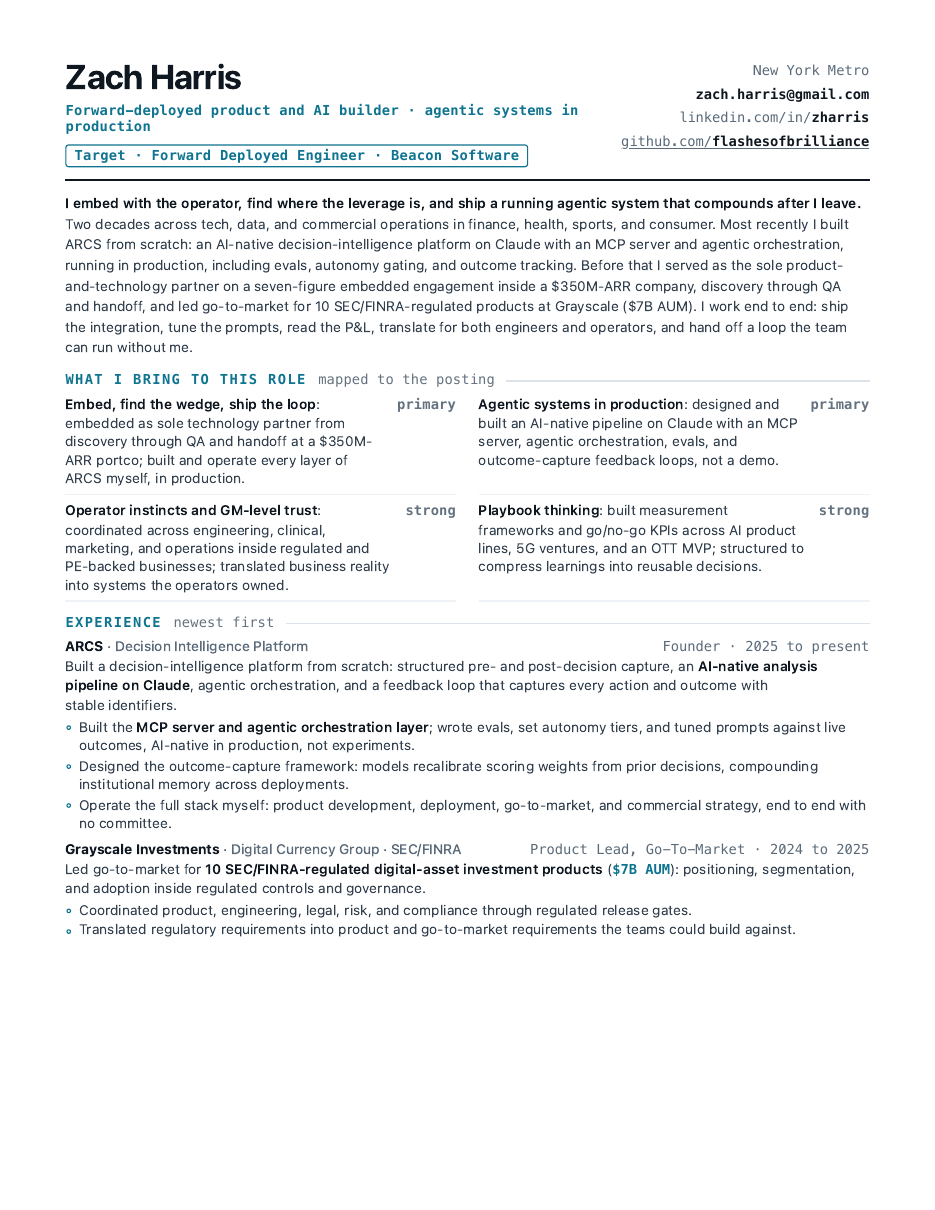 Zach Harris
Forward-deployed product and AI builder · agentic systems in
production
Target · Forward Deployed Engineer · Beacon Software
New York Metro
zach.harris@gmail.com
linkedin.com/in/zharris
github.com/flashesofbrilliance
I embed with the operator, find where the leverage is, and ship a running agentic system that compounds after I leave.
Two decades across tech, data, and commercial operations in finance, health, sports, and consumer. Most recently I built
ARCS from scratch: an AI-native decision-intelligence platform on Claude with an MCP server and agentic orchestration,
running in production, including evals, autonomy gating, and outcome tracking. Before that I served as the sole product-
and-technology partner on a seven-figure embedded engagement inside a $350M-ARR company, discovery through QA
and handoff, and led go-to-market for 10 SEC/FINRA-regulated products at Grayscale ($7B AUM). I work end to end: ship
the integration, tune the prompts, read the P&L, translate for both engineers and operators, and hand off a loop the team
can run without me.
WHAT I BRING TO THIS ROLE mapped to the posting
Embed, find the wedge, ship the loop: primary
embedded as sole technology partner from
discovery through QA and handoff at a $350M-
ARR portco; built and operate every layer of
ARCS myself, in production.
Agentic systems in production: designed and primary
built an AI-native pipeline on Claude with an MCP
server, agentic orchestration, evals, and
outcome-capture feedback loops, not a demo.
Operator instincts and GM-level trust: strong
coordinated across engineering, clinical,
marketing, and operations inside regulated and
PE-backed businesses; translated business reality
into systems the operators owned.
Playbook thinking: built measurement strong
frameworks and go/no-go KPIs across AI product
lines, 5G ventures, and an OTT MVP; structured to
compress learnings into reusable decisions.
EXPERIENCE newest first
ARCS · Decision Intelligence Platform Founder · 2025 to present
Built a decision-intelligence platform from scratch: structured pre- and post-decision capture, an AI-native analysis
pipeline on Claude, agentic orchestration, and a feedback loop that captures every action and outcome with
stable identifiers.
Built the MCP server and agentic orchestration layer; wrote evals, set autonomy tiers, and tuned prompts against live
outcomes, AI-native in production, not experiments.
Designed the outcome-capture framework: models recalibrate scoring weights from prior decisions, compounding
institutional memory across deployments.
Operate the full stack myself: product development, deployment, go-to-market, and commercial strategy, end to end with
no committee.
Grayscale Investments · Digital Currency Group · SEC/FINRA Product Lead, Go-To-Market · 2024 to 2025
Led go-to-market for 10 SEC/FINRA-regulated digital-asset investment products ($7B AUM): positioning, segmentation,
and adoption inside regulated controls and governance.
Coordinated product, engineering, legal, risk, and compliance through regulated release gates.
Translated regulatory requirements into product and go-to-market requirements the teams could build against.